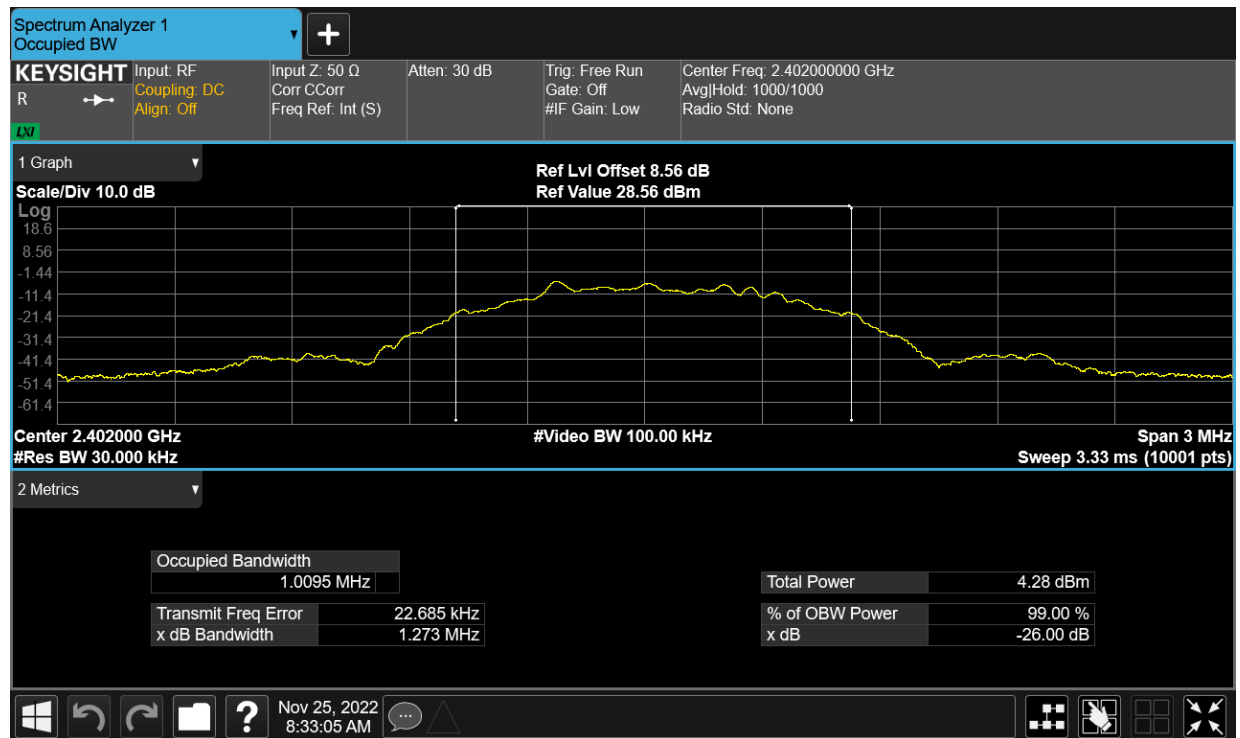 Spectrum Analyzer 1
Occupied BW
KEYSIGHT
R
LXI
Input: RF
Coupling: DC
Align: Off
Input Z: 50 Ω
Corr CCorr
Freq Ref: Int (S)
Atten: 30 dB
Trig: Free Run
Gate: Off
#IF Gain: Low
Center Freq: 2.402000000 GHz
Avg|Hold: 1000/1000
Radio Std: None
1 Graph
Scale/Div 10.0 dB
Ref Lvl Offset 8.56 dB
Ref Value 28.56 dBm
Log
18.6
8.56
-1.44
-11.4
-21.4
-31.4
-41.4
-51.4
-61.4
Center 2.402000 GHz
#Video BW 100.00 kHz
Span 3 MHz
#Res BW 30.000 kHz
Sweep 3.33 ms (10001 pts)
2 Metrics
Occupied Bandwidth
1.0095 MHz
Total Power 4.28 dBm
Transmit Freq Error 22.685 kHz
% of OBW Power 99.00 %
x dB Bandwidth 1.273 MHz
x dB -26.00 dB
?
Nov 25, 2022
8:33:05 AM